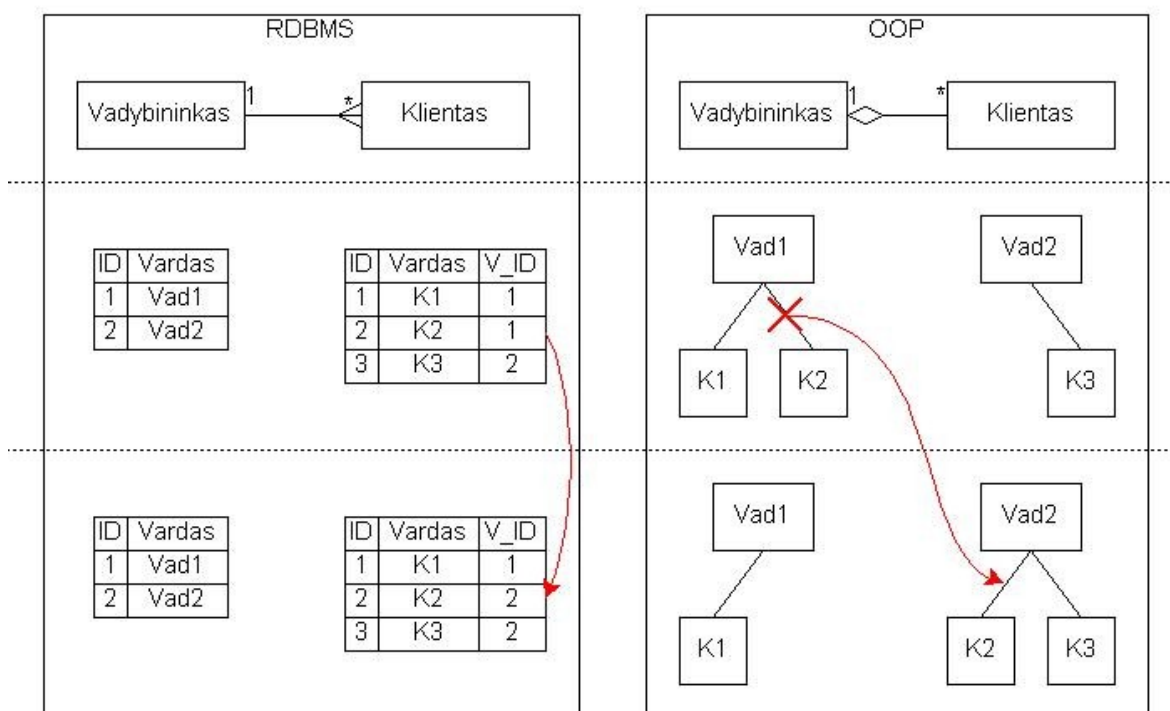 RDBMS
Vadybininkas 1 * Klientas
ID Vardas
1 Vad1
2 Vad2
ID Vardas V_ID
1 K1 1
2 K2 1
3 K3 2
ID Vardas
1 Vad1
2 Vad2
ID Vardas V_ID
1 K1 1
2 K2 2
3 K3 2
OOP
Vadybininkas 1 * Klientas
Vad1 Vad2
K1 K2 K3
Vad1 Vad2
K1 K2 K3